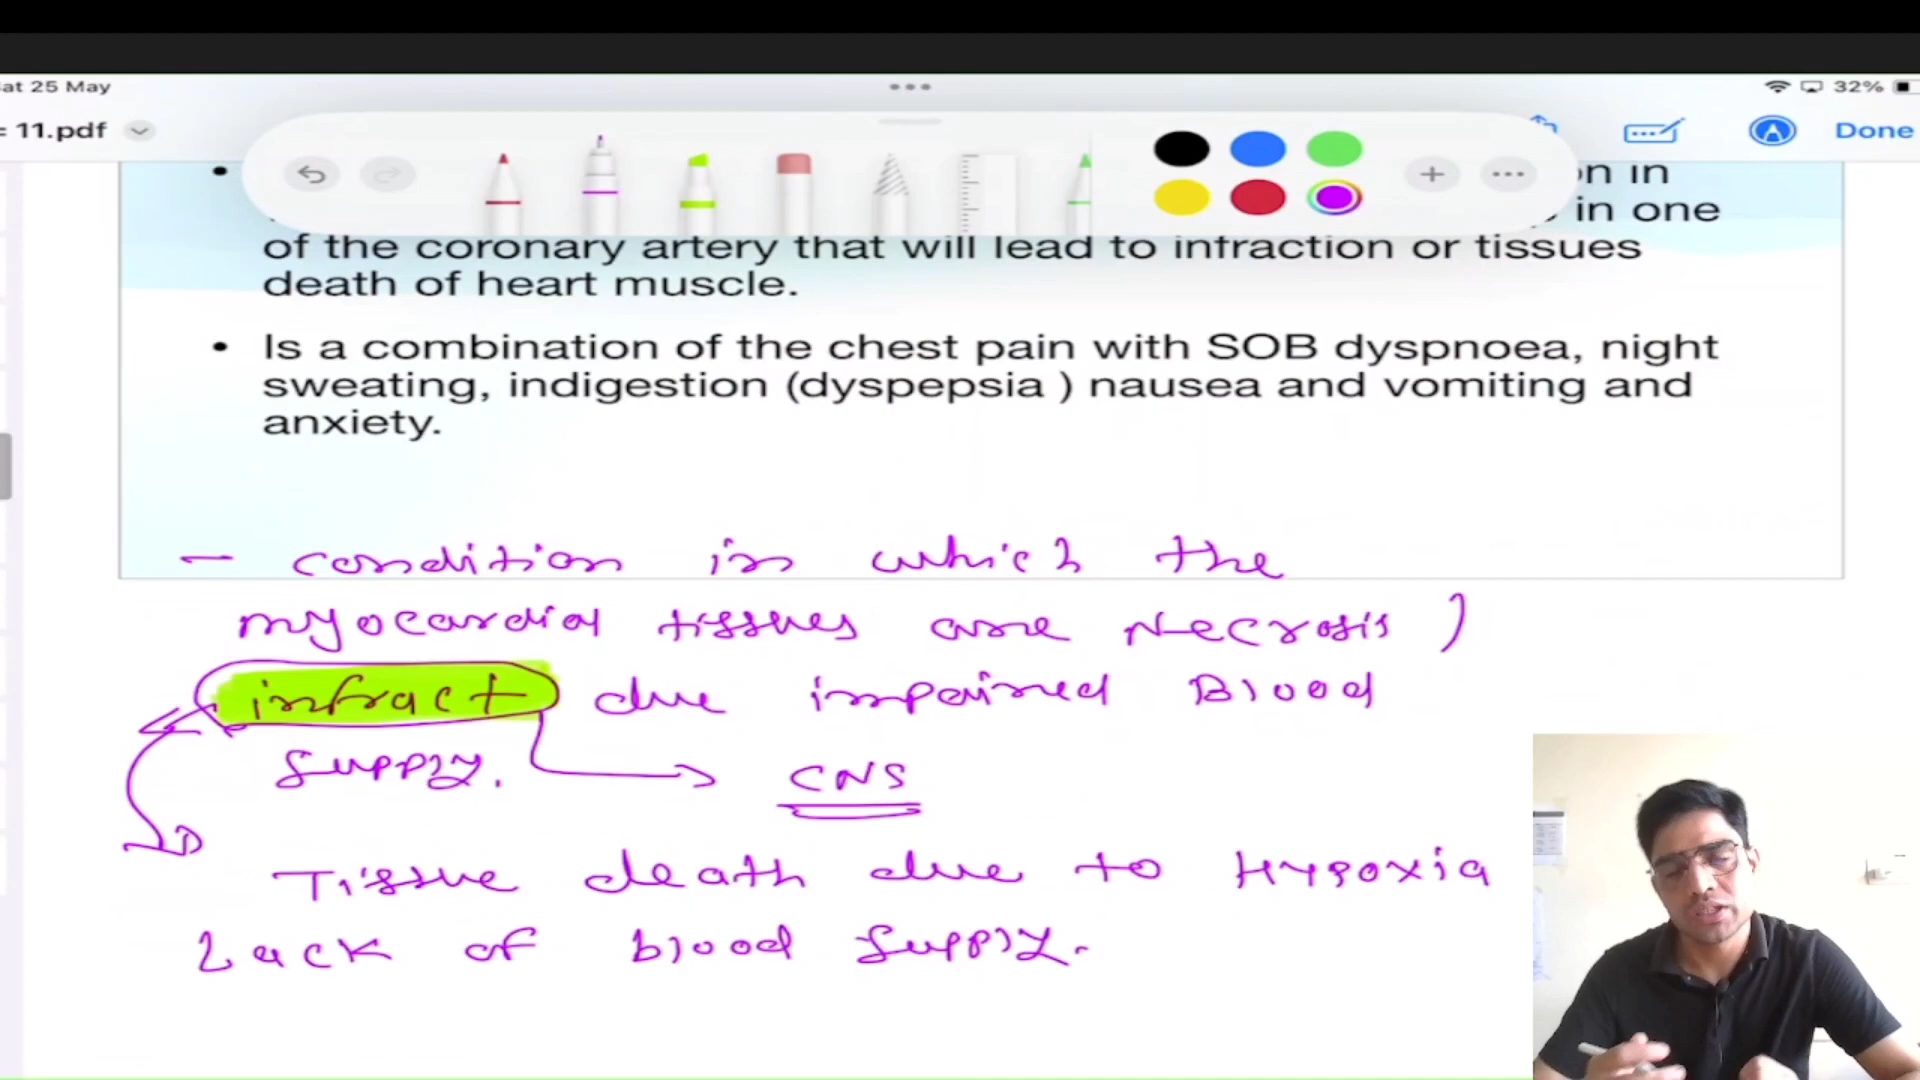 at 25 May
32%
= 11.pdf
Done
on in
in one
of the coronary artery that will lead to infraction or tissues
death of heart muscle.
• Is a combination of the chest pain with SOB dyspnoea, night
sweating, indigestion (dyspepsia ) nausea and vomiting and
anxiety.
- condition in which the
myocardial tissues are Necrosis )
infract due impaired Blood
supply.
CNS
Tissue death due to Hypoxia
Lack of blood supply.